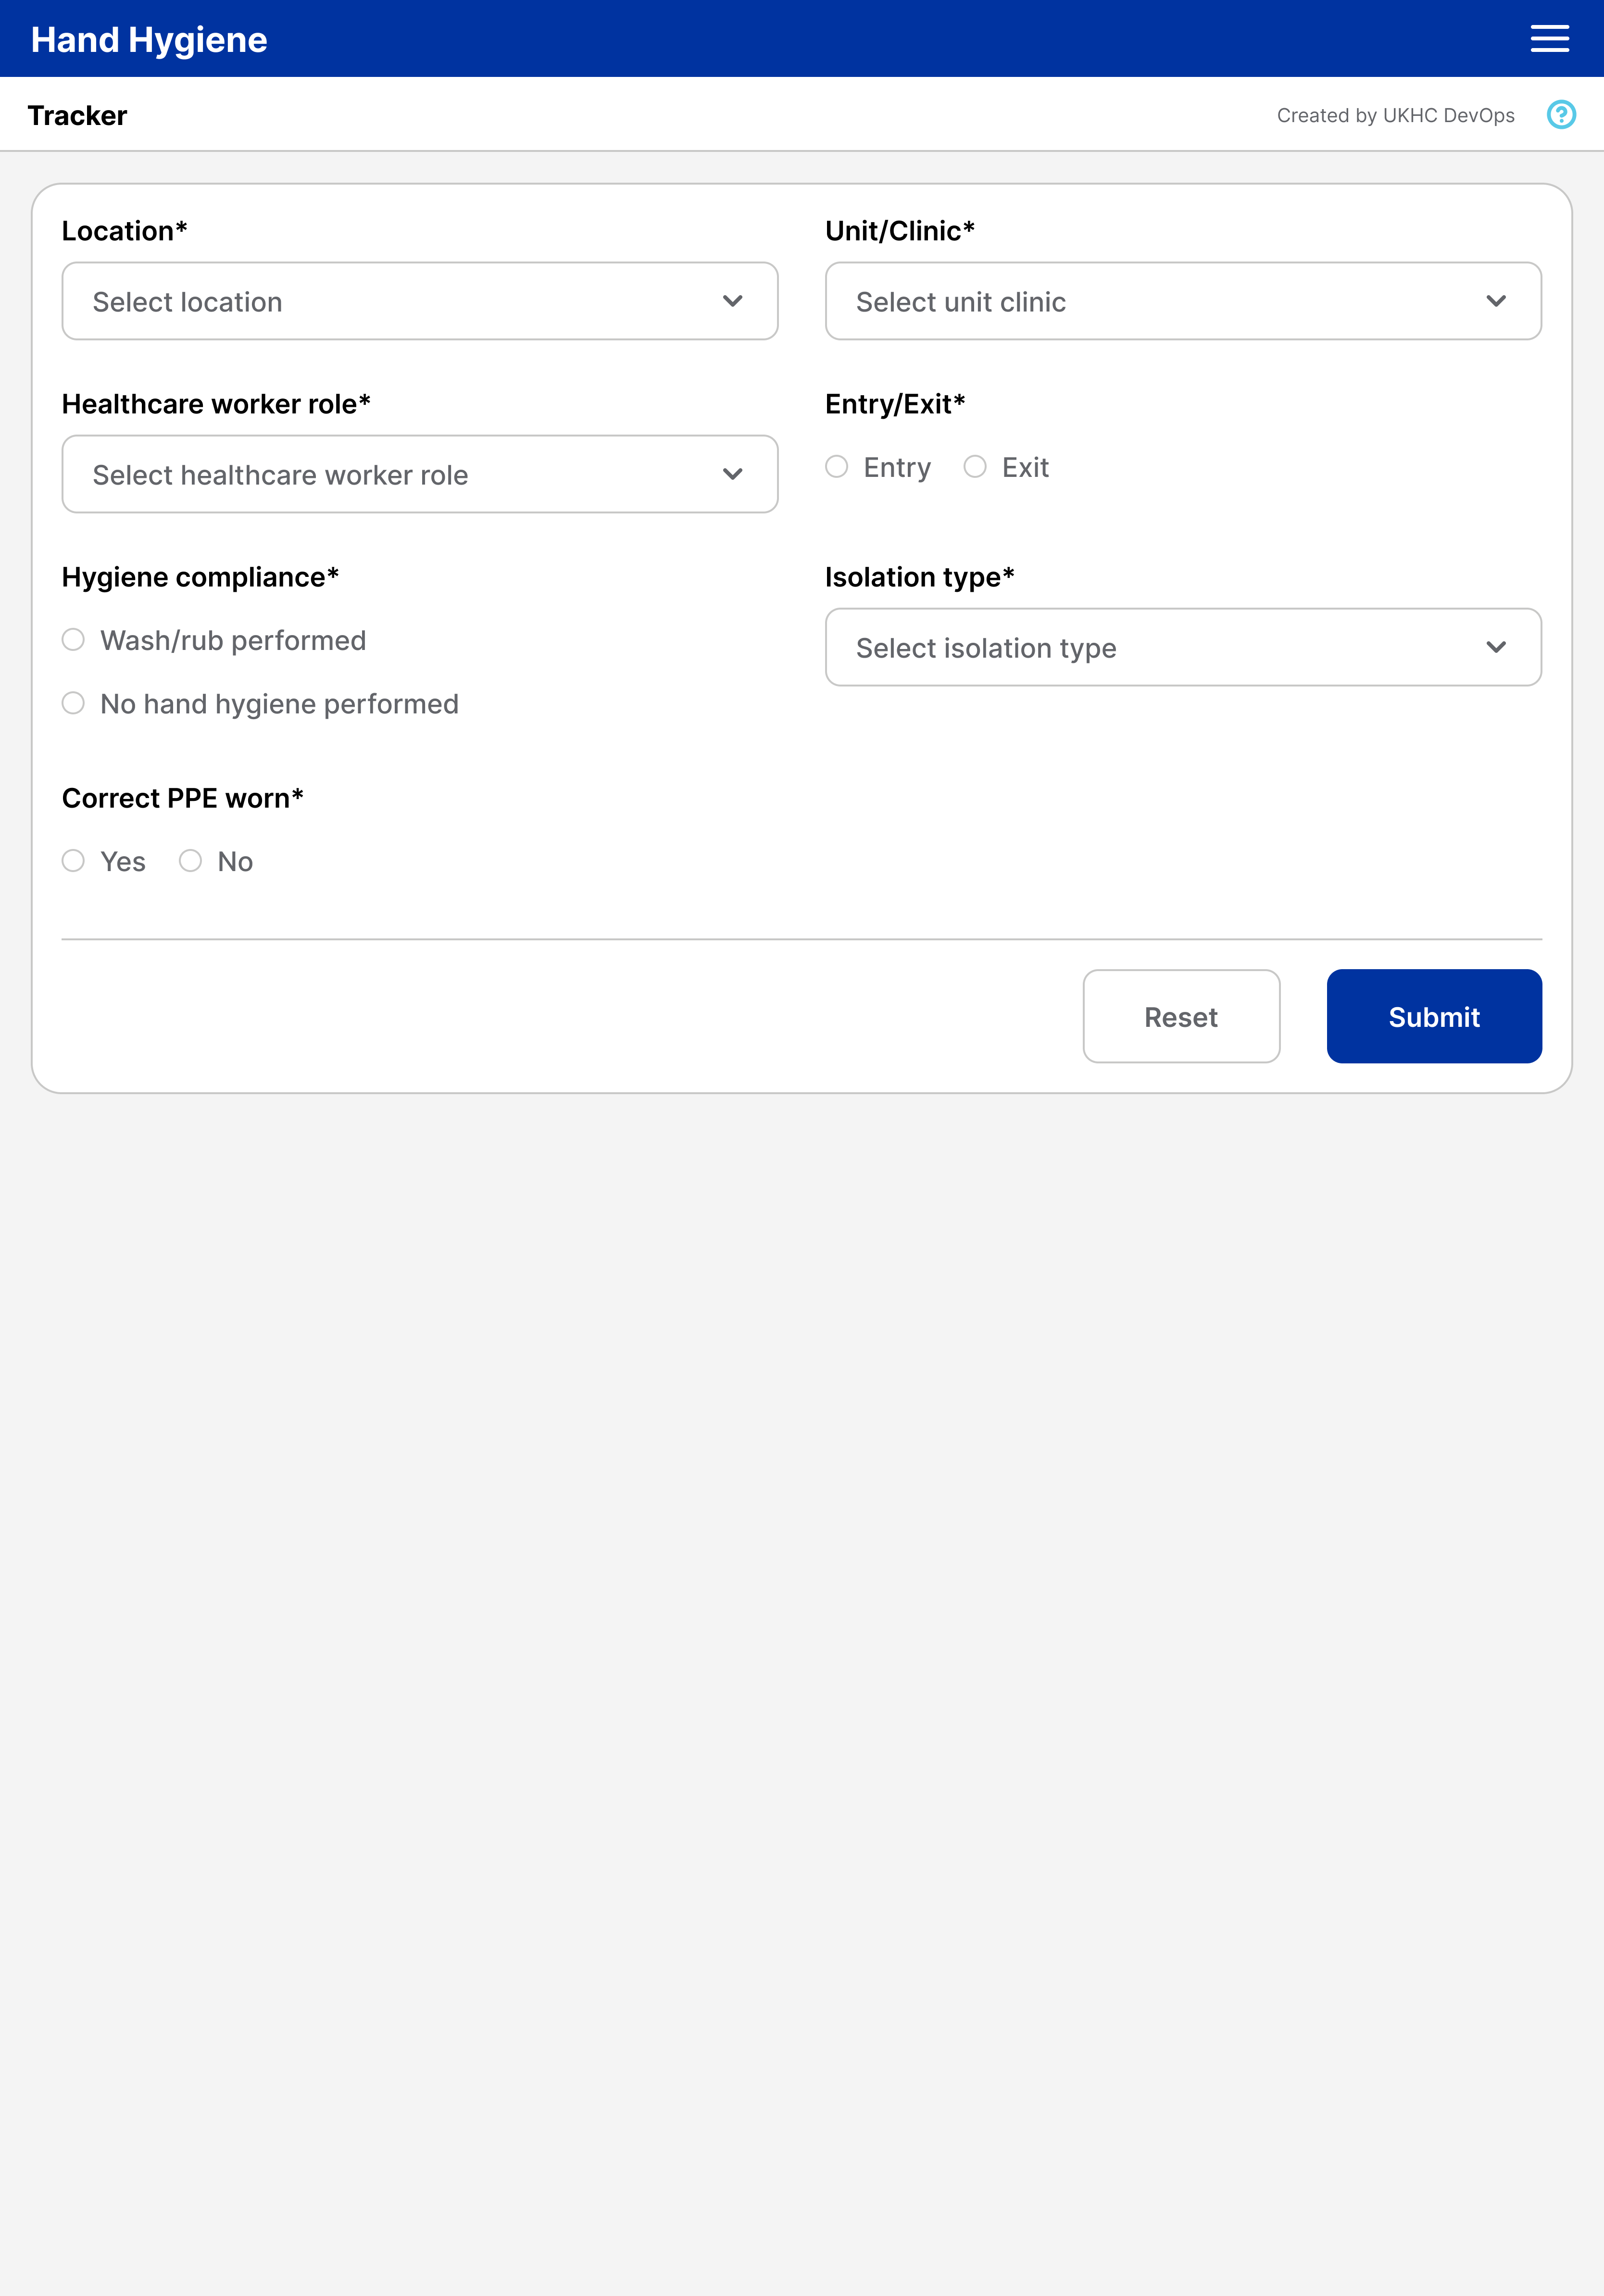 Hand Hygiene
Tracker
Created by UKHC DevOps
Location*
Select location
Unit/Clinic*
Select unit clinic
Healthcare worker role*
Select healthcare worker role
Entry/Exit*
Entry
Exit
Hygiene compliance*
Wash/rub performed
No hand hygiene performed
Isolation type*
Select isolation type
Correct PPE worn*
Yes
No
Reset
Submit